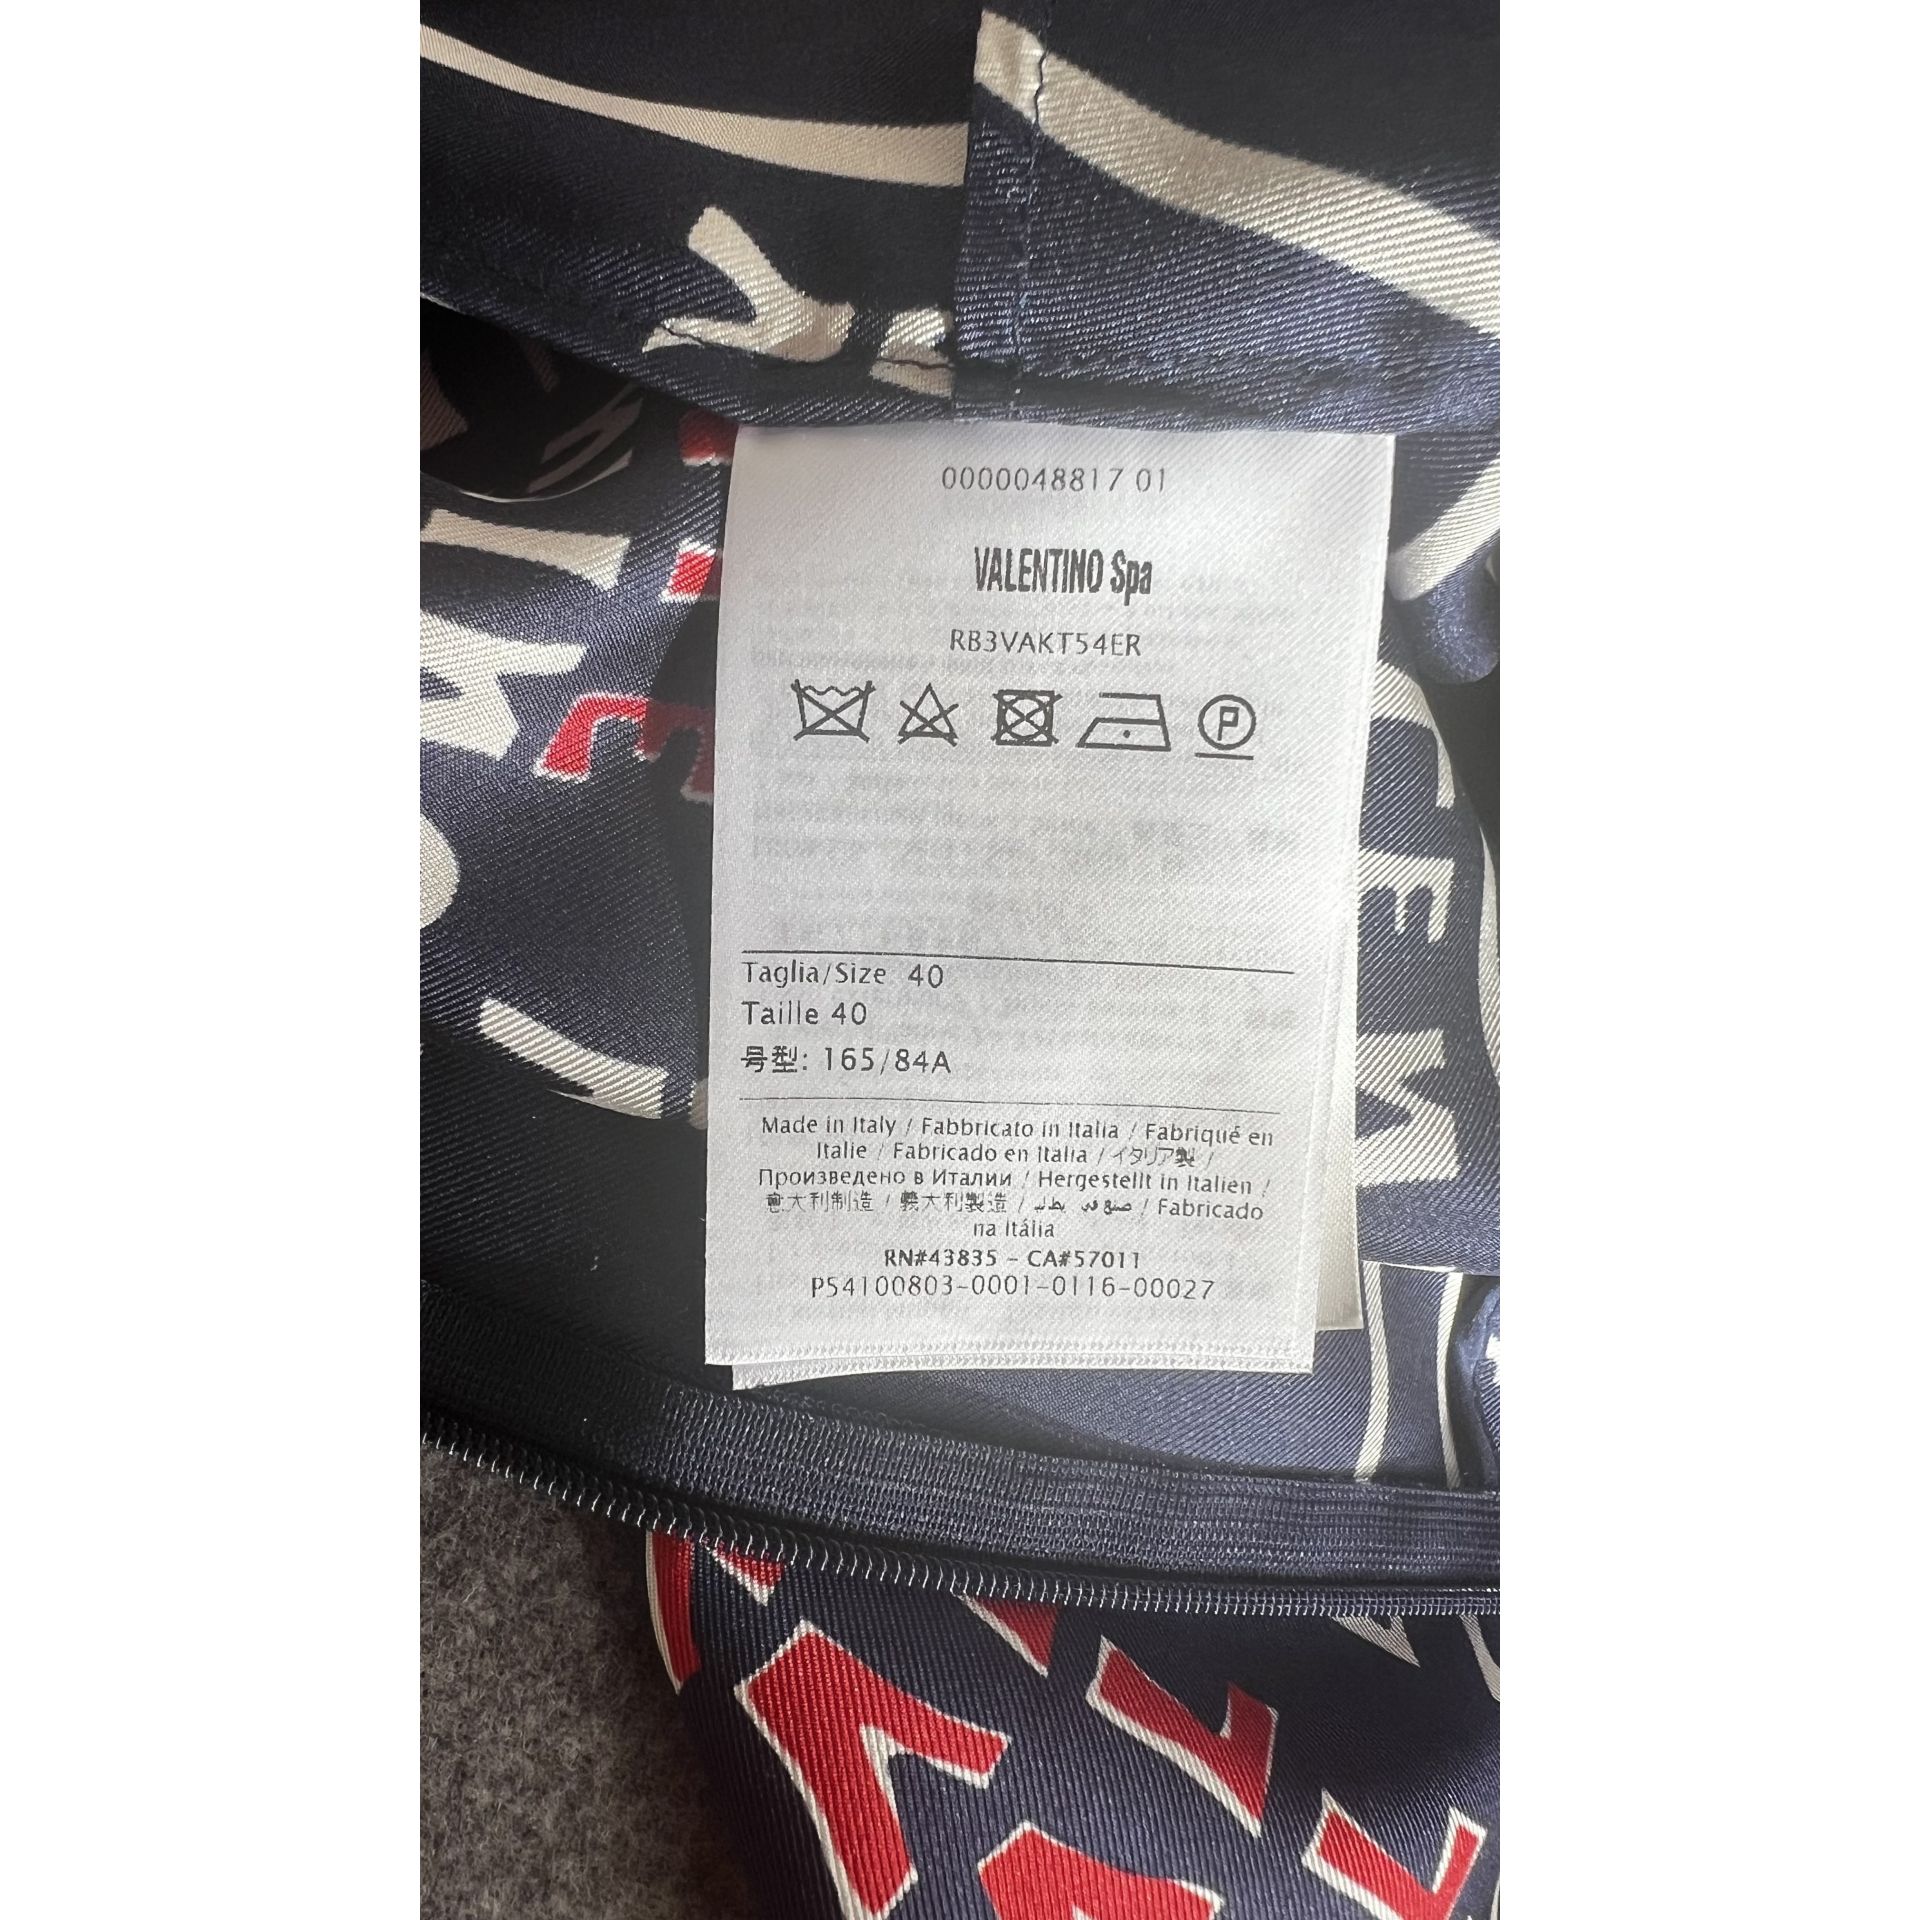 0000048817 01
VALENTINO Spa
RB3VAKT54ER
P
Taglia/Size 40
Taille 40
号型: 165/84A
Made in Italy / Fabbricato in Italia / Fabriqué en
Italie / Fabricado en Italia / イタリア製 /
Произведено в Италии / Hergestellt in Italien /
意大利制造 / 義大利製造 / صنع في / Fabricado
na Itália
RN#43835 - CA#57011
P54100803-0001-0116-00027